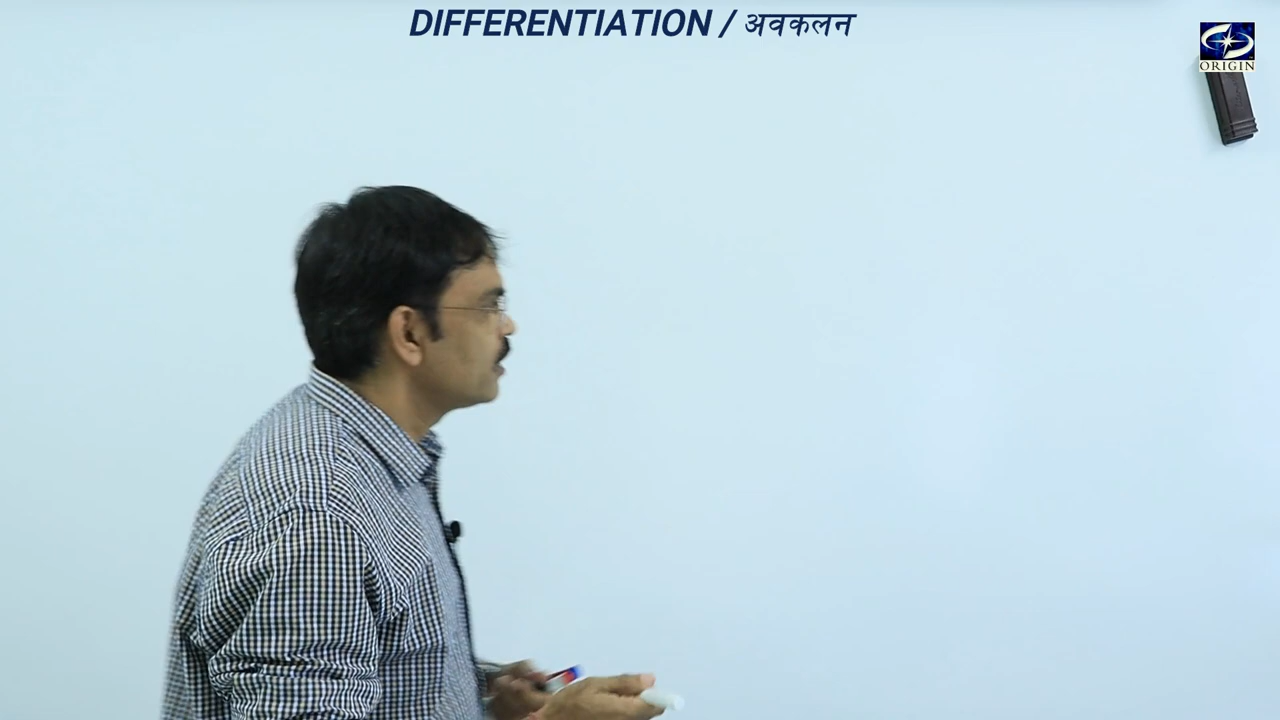 DIFFERENTIATION / अवकलन
ORIGIN